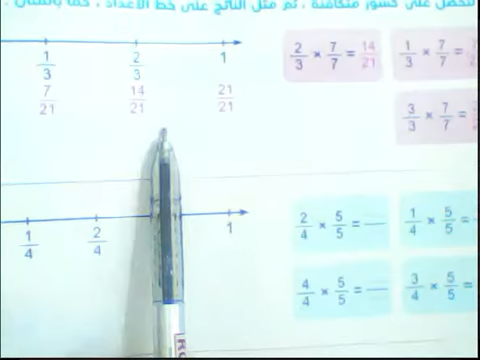 لنحصل على كسور متكافئة ، ثم مثل الناتج على خط الأعداد ، كما بالمثال :
1/3 2/3 1
7/21 14/21 21/21
2/3 × 7/7 = 14/21
1/3 × 7/7 =
3/3 × 7/7 =
1/4 2/4 1
2/4 × 5/5 = —
1/4 × 5/5 =
4/4 × 5/5 = —
3/4 × 5/5 =